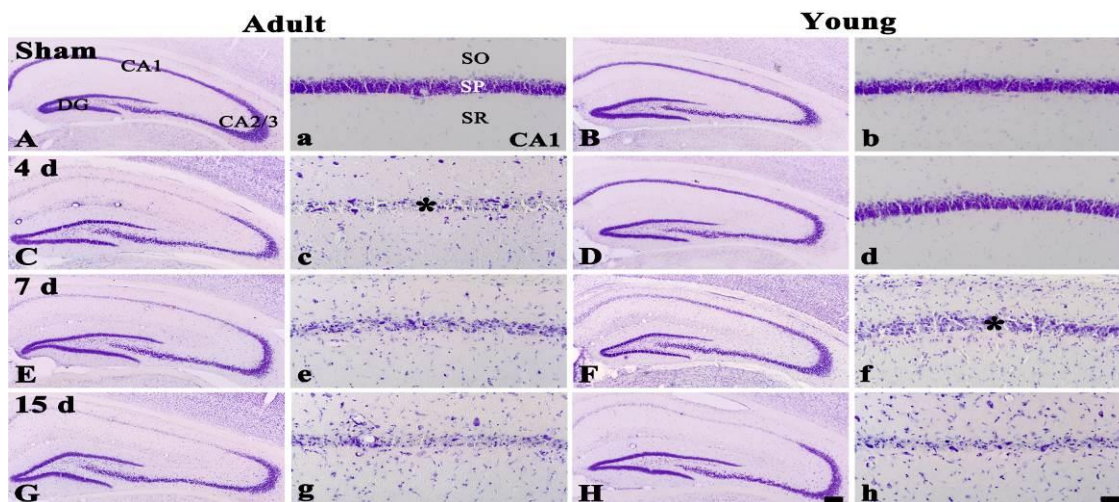 Adult Young
Sham CA1 DG CA2/3 A
SO SP SR CA1 a
B
b
4 d C
* c
D
d
7 d E
e
F
* f
15 d G
g
H
h